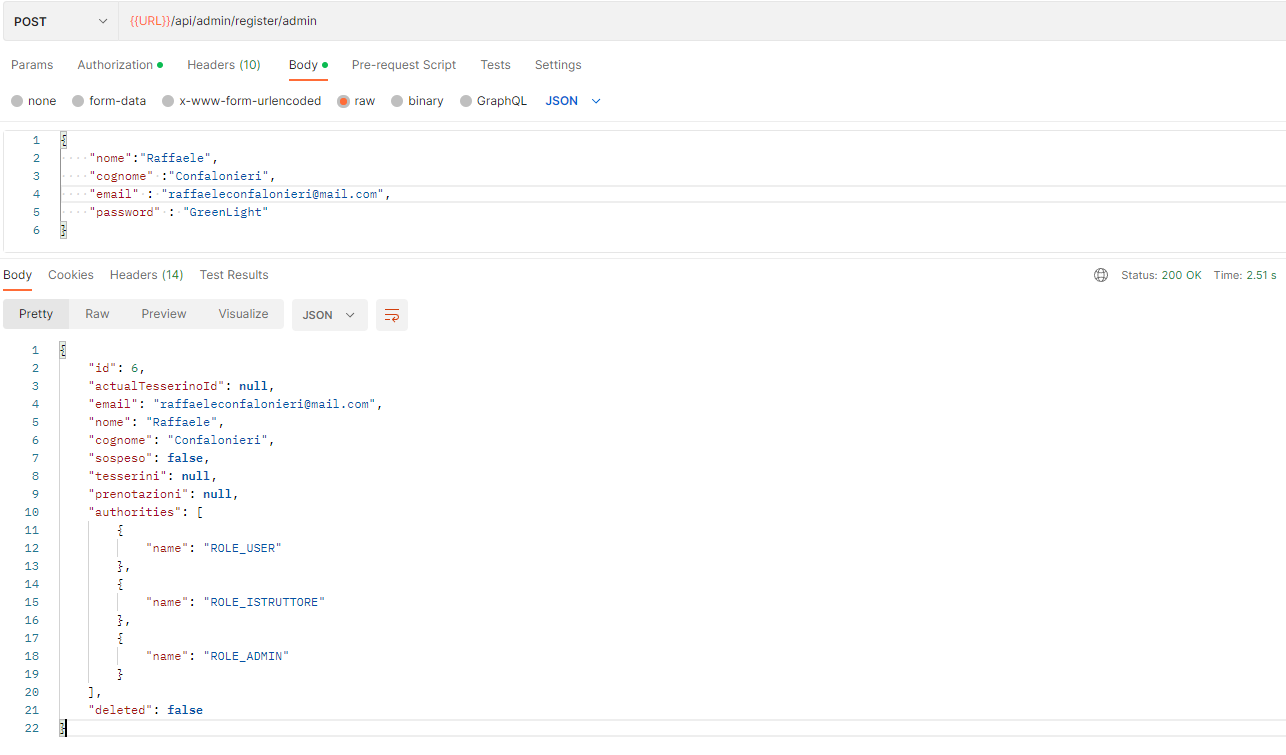 POST {{URL}}/api/admin/register/admin
Params Authorization Headers (10) Body Pre-request Script Tests Settings
none form-data x-www-form-urlencoded raw binary GraphQL JSON
1 {
2 "nome":"Raffaele",
3 "cognome" :"Confalonieri",
4 "email" : "raffaeleconfalonieri@mail.com",
5 "password" : "GreenLight"
6 }
Body Cookies Headers (14) Test Results Status: 200 OK Time: 2.51 s
Pretty Raw Preview Visualize JSON
1 {
2 "id": 6,
3 "actualTesserinoId": null,
4 "email": "raffaeleconfalonieri@mail.com",
5 "nome": "Raffaele",
6 "cognome": "Confalonieri",
7 "sospeso": false,
8 "tesserini": null,
9 "prenotazioni": null,
10 "authorities": [
11 {
12 "name": "ROLE_USER"
13 },
14 {
15 "name": "ROLE_ISTRUTTORE"
16 },
17 {
18 "name": "ROLE_ADMIN"
19 }
20 ],
21 "deleted": false
22 }